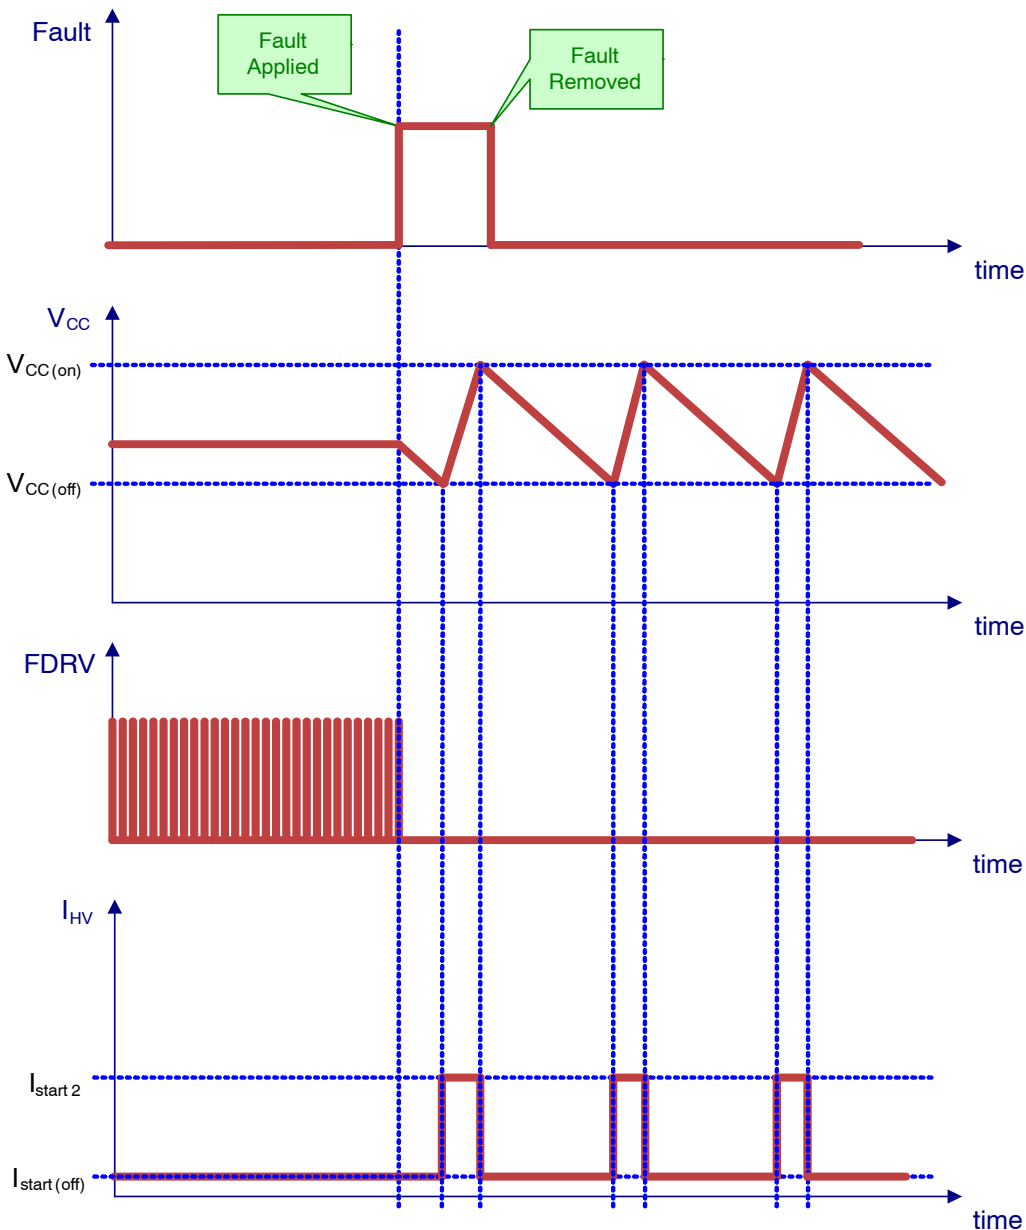 Fault
Fault
Applied
Fault
Removed
time
VCC
VCC(on)
VCC(off)
time
FDRV
time
IHV
Istart 2
Istart(off)
time